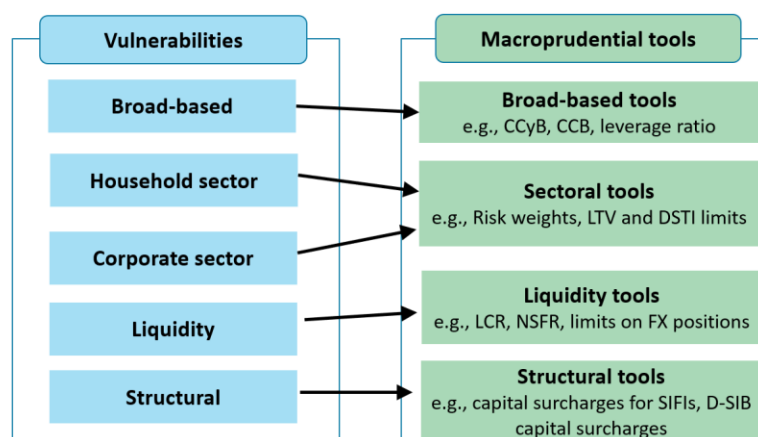 Vulnerabilities
Broad-based
Household sector
Corporate sector
Liquidity
Structural
Macroprudential tools
Broad-based tools
e.g., CCyB, CCB, leverage ratio
Sectoral tools
e.g., Risk weights, LTV and DSTI limits
Liquidity tools
e.g., LCR, NSFR, limits on FX positions
Structural tools
e.g., capital surcharges for SIFIs, D-SIB
capital surcharges